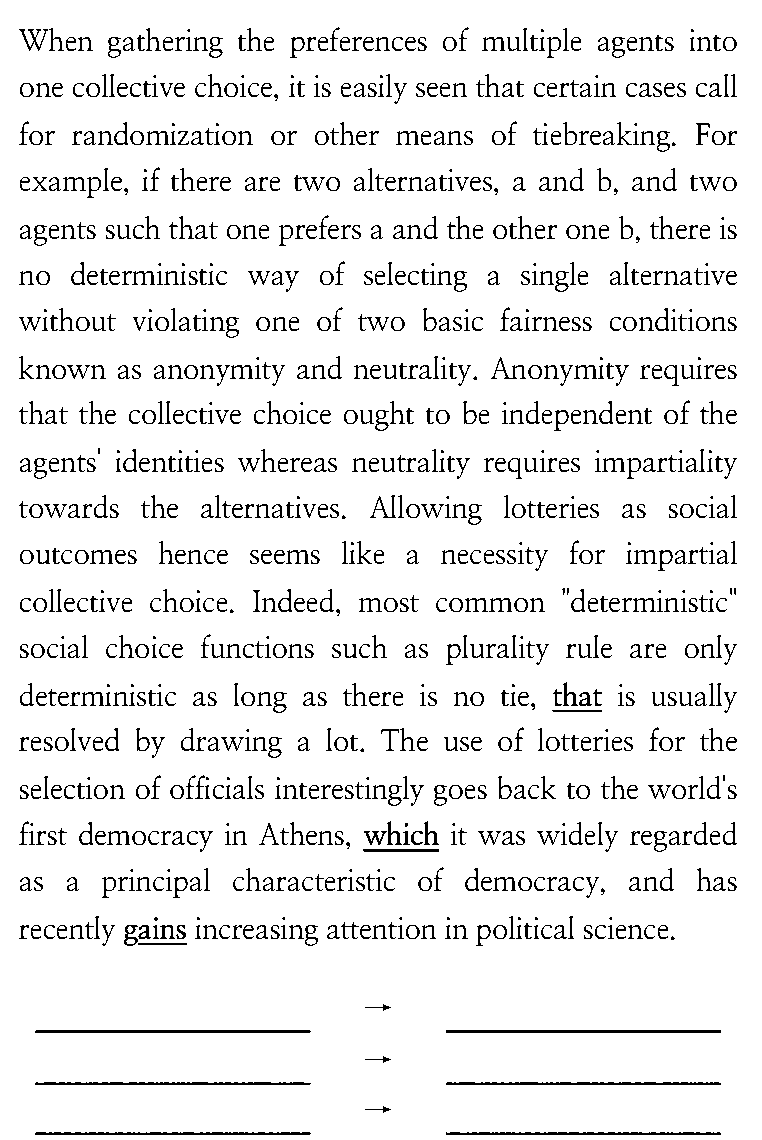 When gathering the preferences of multiple agents into
one collective choice, it is easily seen that certain cases call
for randomization or other means of tiebreaking. For
example, if there are two alternatives, a and b, and two
agents such that one prefers a and the other one b, there is
no deterministic way of selecting a single alternative
without violating one of two basic fairness conditions
known as anonymity and neutrality. Anonymity requires
that the collective choice ought to be independent of the
agents' identities whereas neutrality requires impartiality
towards the alternatives. Allowing lotteries as social
outcomes hence seems like a necessity for impartial
collective choice. Indeed, most common "deterministic"
social choice functions such as plurality rule are only
deterministic as long as there is no tie, that is usually
resolved by drawing a lot. The use of lotteries for the
selection of officials interestingly goes back to the world's
first democracy in Athens, which it was widely regarded
as a principal characteristic of democracy, and has
recently gains increasing attention in political science.
→
→
→